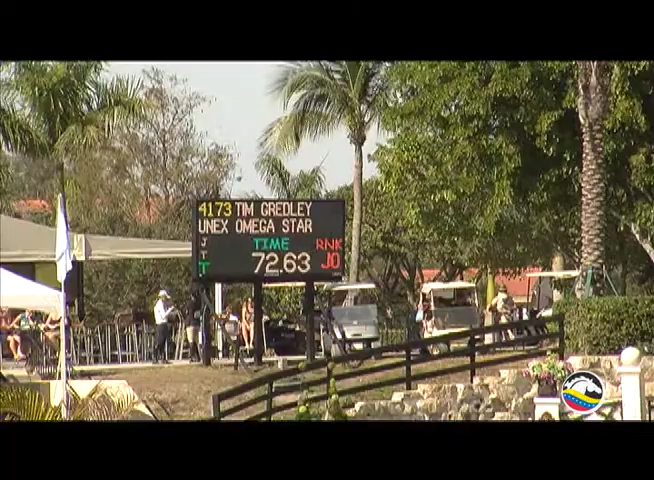 4173 TIM GREDLEY
UNEX OMEGA STAR
J TIME RNK
T
T 72.63 JO